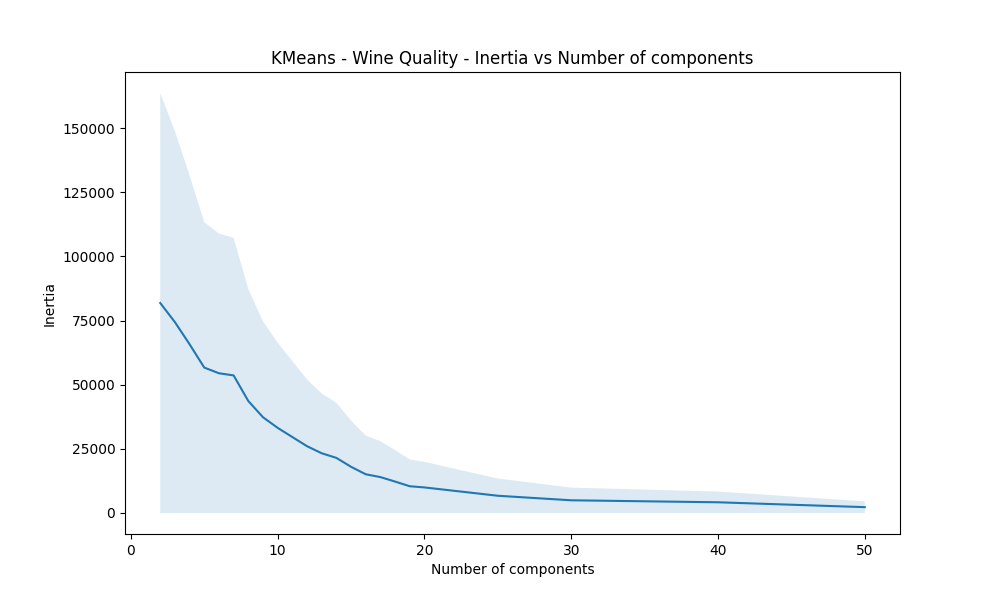 KMeans - Wine Quality - Inertia vs Number of components
150000
125000
100000
75000
50000
25000
0
Inertia
0 10 20 30 40 50
Number of components